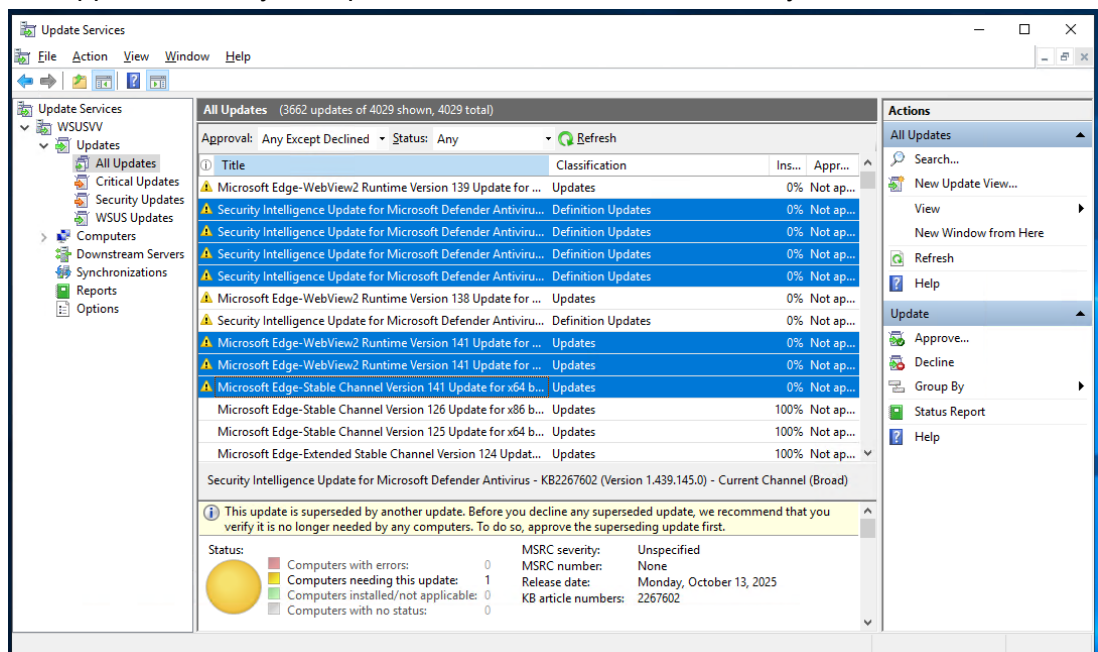 Update Services
File Action View Window Help
Update Services
WSUSVV
Updates
All Updates
Critical Updates
Security Updates
WSUS Updates
Computers
Downstream Servers
Synchronizations
Reports
Options
All Updates (3662 updates of 4029 shown, 4029 total)
Approval: Any Except Declined Status: Any Refresh
Title Classification Ins... Appr...
Microsoft Edge-WebView2 Runtime Version 139 Update for ... Updates 0% Not ap...
Security Intelligence Update for Microsoft Defender Antiviru... Definition Updates 0% Not ap...
Security Intelligence Update for Microsoft Defender Antiviru... Definition Updates 0% Not ap...
Security Intelligence Update for Microsoft Defender Antiviru... Definition Updates 0% Not ap...
Security Intelligence Update for Microsoft Defender Antiviru... Definition Updates 0% Not ap...
Microsoft Edge-WebView2 Runtime Version 138 Update for ... Updates 0% Not ap...
Security Intelligence Update for Microsoft Defender Antiviru... Definition Updates 0% Not ap...
Microsoft Edge-WebView2 Runtime Version 141 Update for ... Updates 0% Not ap...
Microsoft Edge-WebView2 Runtime Version 141 Update for ... Updates 0% Not ap...
Microsoft Edge-Stable Channel Version 141 Update for x64 b... Updates 0% Not ap...
Microsoft Edge-Stable Channel Version 126 Update for x86 b... Updates 100% Not ap...
Microsoft Edge-Stable Channel Version 125 Update for x64 b... Updates 100% Not ap...
Microsoft Edge-Extended Stable Channel Version 124 Updat... Updates 100% Not ap...
Security Intelligence Update for Microsoft Defender Antivirus - KB2267602 (Version 1.439.145.0) - Current Channel (Broad)
This update is superseded by another update. Before you decline any superseded update, we recommend that you
verify it is no longer needed by any computers. To do so, approve the superseding update first.
Status:
Computers with errors: 0
Computers needing this update: 1
Computers installed/not applicable: 0
Computers with no status: 0
MSRC severity: Unspecified
MSRC number: None
Release date: Monday, October 13, 2025
KB article numbers: 2267602
Actions
All Updates
Search...
New Update View...
View
New Window from Here
Refresh
Help
Update
Approve...
Decline
Group By
Status Report
Help